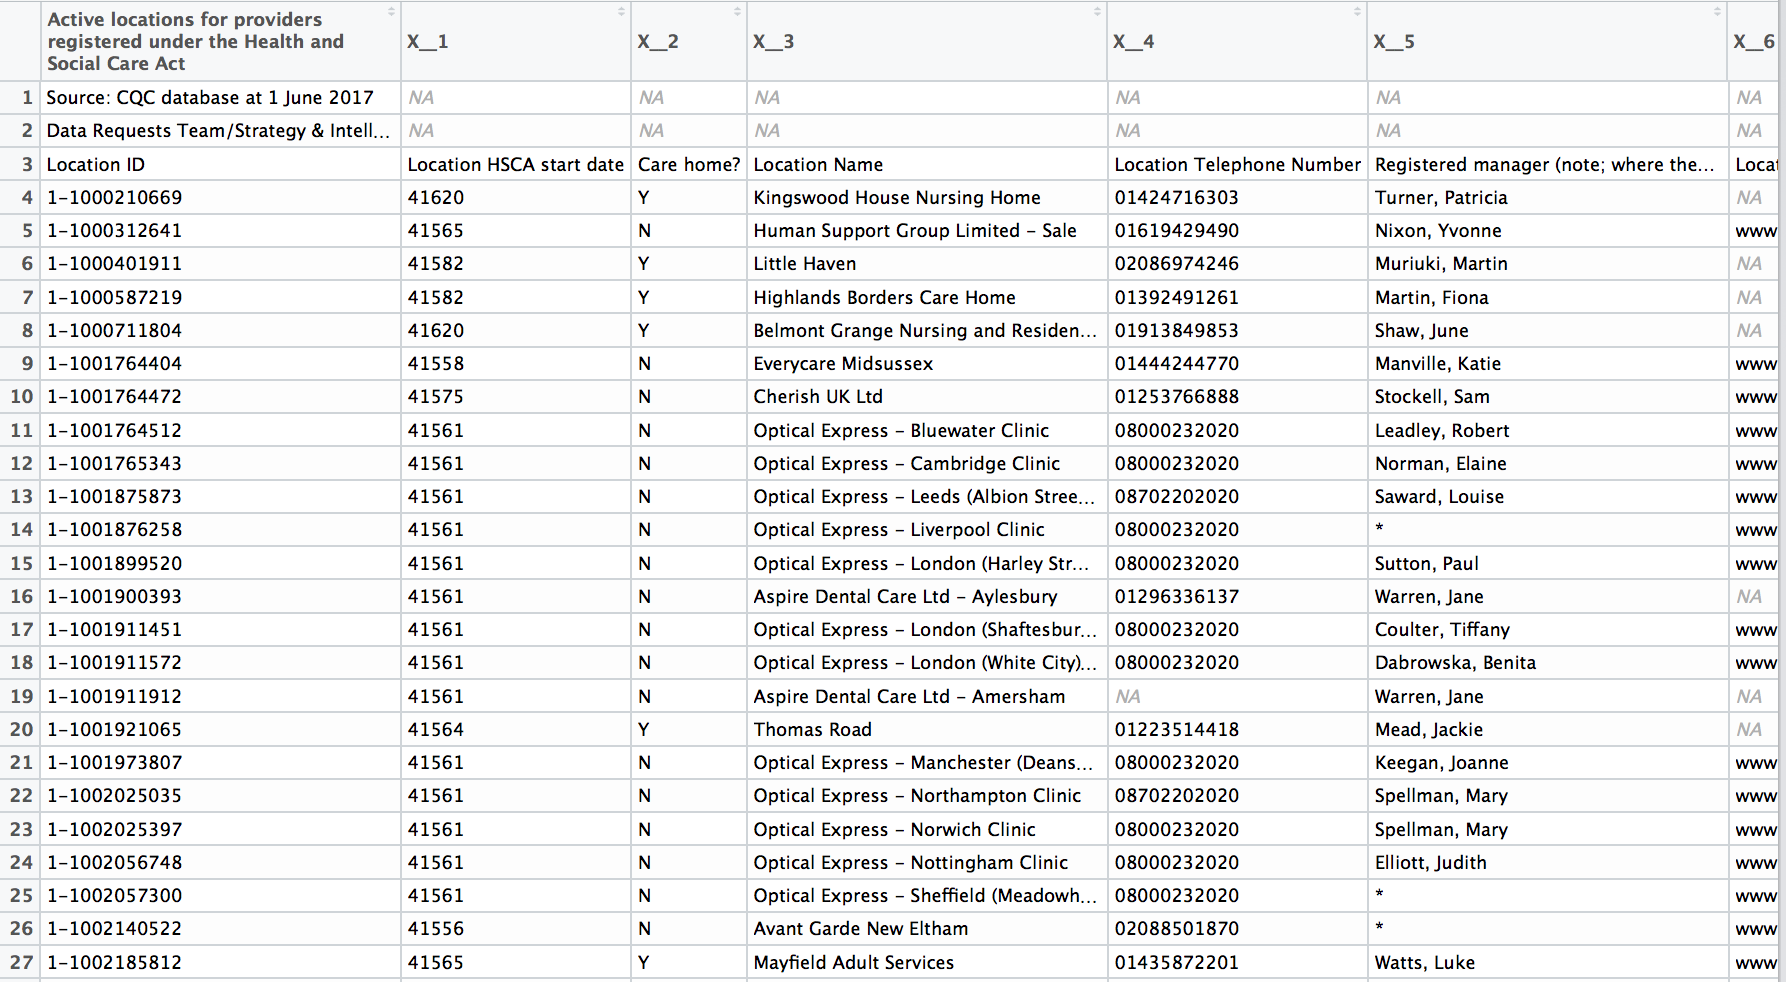 Active locations for providers registered under the Health and Social Care Act X__1 X__2 X__3 X__4 X__5 X__6
1 Source: CQC database at 1 June 2017 NA NA NA NA NA NA
2 Data Requests Team/Strategy & Intell... NA NA NA NA NA NA
3 Location ID Location HSCA start date Care home? Location Name Location Telephone Number Registered manager (note; where the... Locat
4 1-1000210669 41620 Y Kingswood House Nursing Home 01424716303 Turner, Patricia NA
5 1-1000312641 41565 N Human Support Group Limited - Sale 01619429490 Nixon, Yvonne www
6 1-1000401911 41582 Y Little Haven 02086974246 Muriuki, Martin NA
7 1-1000587219 41582 Y Highlands Borders Care Home 01392491261 Martin, Fiona NA
8 1-1000711804 41620 Y Belmont Grange Nursing and Residen... 01913849853 Shaw, June NA
9 1-1001764404 41558 N Everycare Midsussex 01444244770 Manville, Katie www
10 1-1001764472 41575 N Cherish UK Ltd 01253766888 Stockell, Sam www
11 1-1001764512 41561 N Optical Express - Bluewater Clinic 08000232020 Leadley, Robert www
12 1-1001765343 41561 N Optical Express - Cambridge Clinic 08000232020 Norman, Elaine www
13 1-1001875873 41561 N Optical Express - Leeds (Albion Stree... 08702202020 Saward, Louise www
14 1-1001876258 41561 N Optical Express - Liverpool Clinic 08000232020 * www
15 1-1001899520 41561 N Optical Express - London (Harley Str... 08000232020 Sutton, Paul www
16 1-1001900393 41561 N Aspire Dental Care Ltd - Aylesbury 01296336137 Warren, Jane NA
17 1-1001911451 41561 N Optical Express - London (Shaftesbur... 08000232020 Coulter, Tiffany www
18 1-1001911572 41561 N Optical Express - London (White City)... 08000232020 Dabrowska, Benita www
19 1-1001911912 41561 N Aspire Dental Care Ltd - Amersham NA Warren, Jane NA
20 1-1001921065 41564 Y Thomas Road 01223514418 Mead, Jackie NA
21 1-1001973807 41561 N Optical Express - Manchester (Deans... 08000232020 Keegan, Joanne www
22 1-1002025035 41561 N Optical Express - Northampton Clinic 08702202020 Spellman, Mary www
23 1-1002025397 41561 N Optical Express - Norwich Clinic 08000232020 Spellman, Mary www
24 1-1002056748 41561 N Optical Express - Nottingham Clinic 08000232020 Elliott, Judith www
25 1-1002057300 41561 N Optical Express - Sheffield (Meadowh... 08000232020 * www
26 1-1002140522 41556 N Avant Garde New Eltham 02088501870 * www
27 1-1002185812 41565 Y Mayfield Adult Services 01435872201 Watts, Luke www